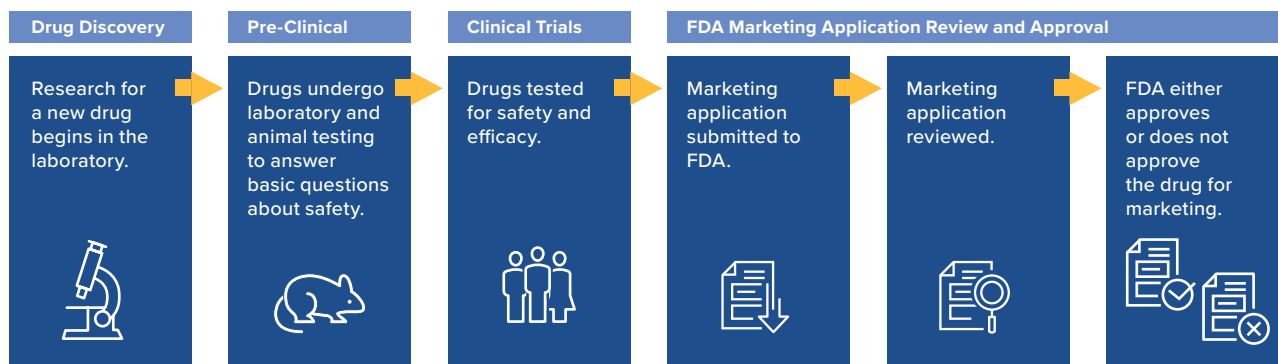 Drug Discovery
Pre-Clinical
Clinical Trials
FDA Marketing Application Review and Approval
Research for
a new drug
begins in the
laboratory.
Drugs undergo
laboratory and
animal testing
to answer
basic questions
about safety.
Drugs tested
for safety and
efficacy.
Marketing
application
submitted to
FDA.
Marketing
application
reviewed.
FDA either
approves
or does not
approve
the drug for
marketing.